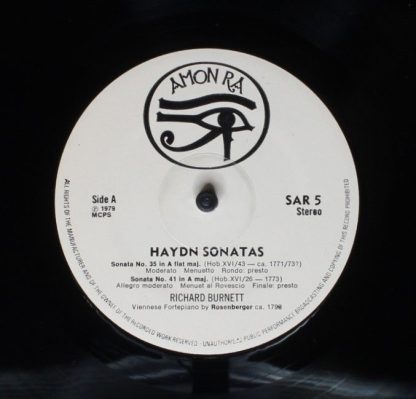 AMON RA
Side A
℗ 1979
MCPS
SAR 5
Stereo
HAYDN SONATAS
Sonata No. 35 in A flat maj. (Hob XVI/43 — ca. 1771/73?)
Moderato Menuetto Rondo: presto
Sonata No. 41 in A maj. (Hob XVI/26 — 1773)
Allegro moderato Menuet al Rovescio Finale: presto
RICHARD BURNETT
Viennese Fortepiano by Rosenberger ca. 1798
ALL RIGHTS OF THE MANUFACTURER AND OF THE OWNER OF THE RECORDED WORK RESERVED — UNAUTHORIZED PUBLIC PERFORMANCE BROADCASTING AND COPYING OF THIS RECORD PROHIBITED